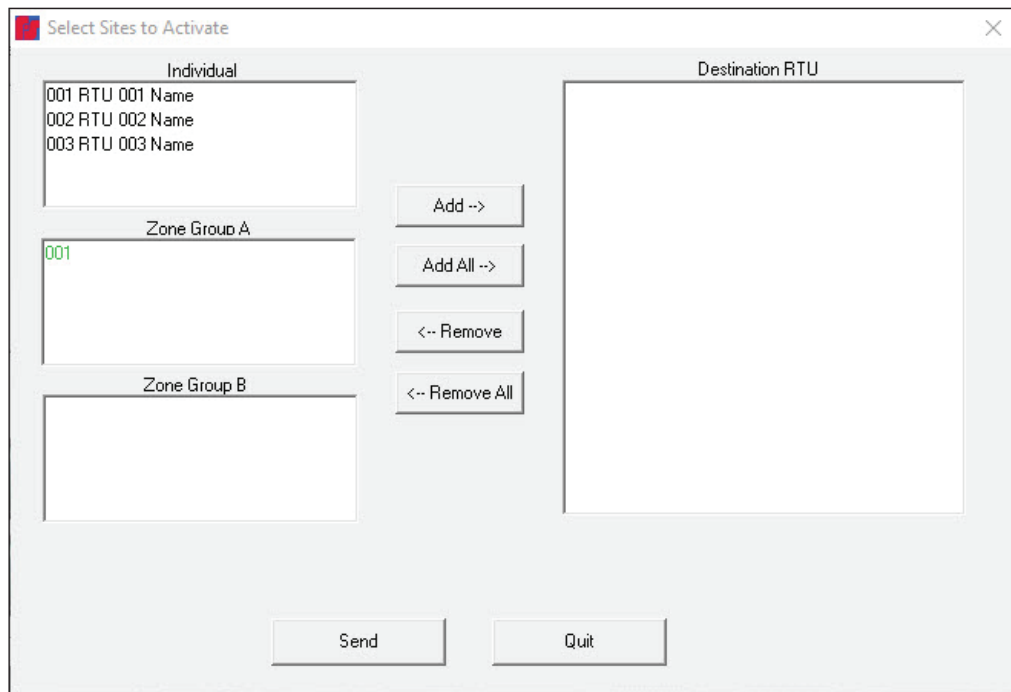 Select Sites to Activate
Individual
001 RTU 001 Name
002 RTU 002 Name
003 RTU 003 Name
Zone Group A
001
Zone Group B
Add -->
Add All -->
<-- Remove
<-- Remove All
Destination RTU
Send
Quit